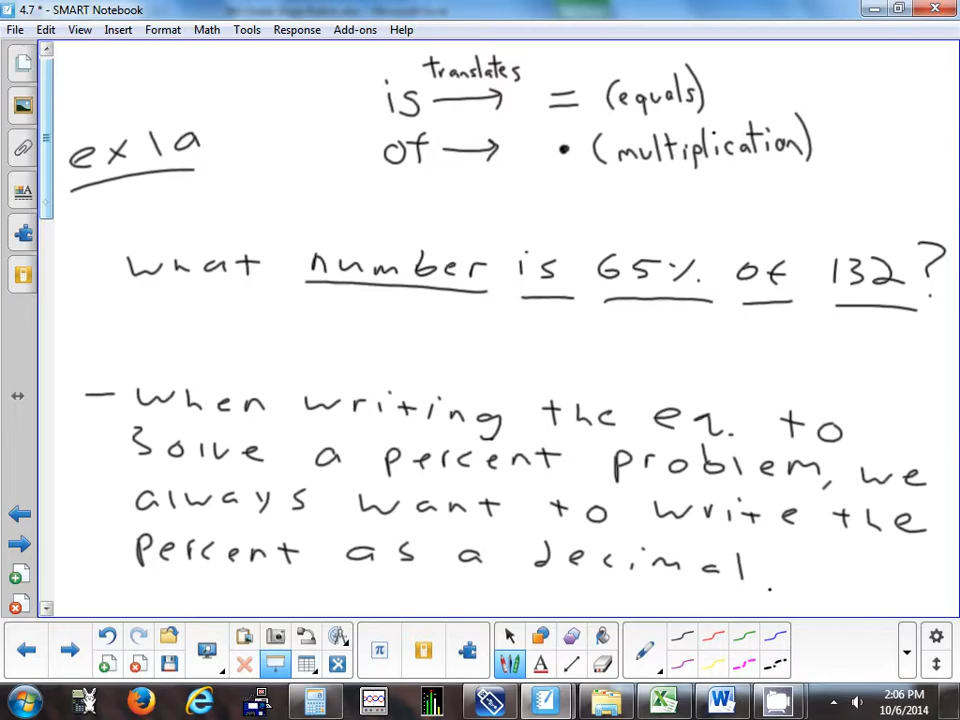 4.7 * - SMART Notebook
File Edit View Insert Format Math Tools Response Add-ons Help
translates
is → = (equals)
of → • (multiplication)
ex 1a
What number is 65% of 132?
- When writing the eq. to
solve a percent problem, we
always want to write the
percent as a decimal.
2:06 PM
10/6/2014